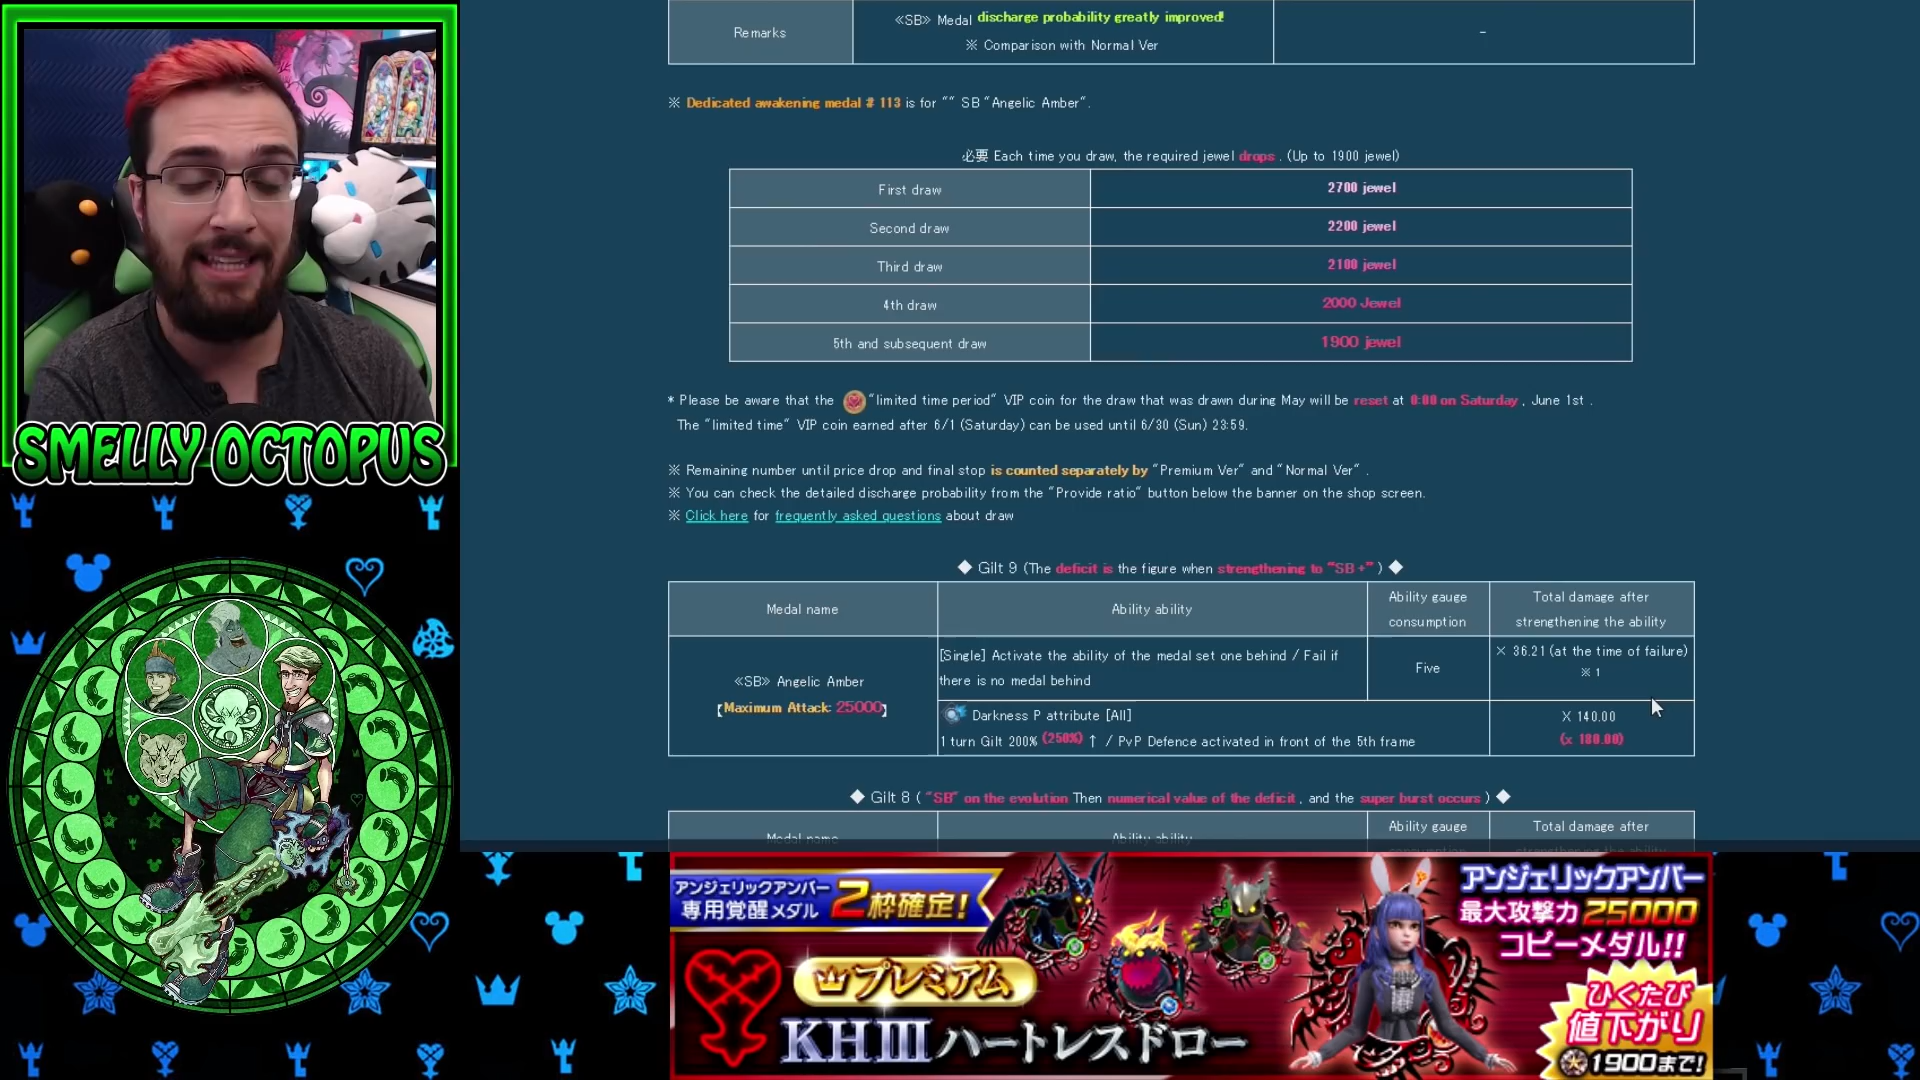 Remarks
≪SB≫ Medal discharge probability greatly improved!
※ Comparison with Normal Ver
-
※ Dedicated awakening medal # 113 is for "" SB "Angelic Amber".
必要 Each time you draw, the required jewel drops . (Up to 1900 jewel)
First draw
2700 jewel
Second draw
2200 jewel
Third draw
2100 jewel
4th draw
2000 Jewel
5th and subsequent draw
1900 jewel
* Please be aware that the "limited time period" VIP coin for the draw that was drawn during May will be reset at 0:00 on Saturday , June 1st .
The "limited time" VIP coin earned after 6/1 (Saturday) can be used until 6/30 (Sun) 23:59.
※ Remaining number until price drop and final stop is counted separately by "Premium Ver" and "Normal Ver" .
※ You can check the detailed discharge probability from the "Provide ratio" button below the banner on the shop screen.
※ Click here for frequently asked questions about draw
◆ Gilt 9 (The deficit is the figure when strengthening to "SB +" ) ◆
Medal name
Ability ability
Ability gauge
consumption
Total damage after
strengthening the ability
≪SB≫ Angelic Amber
【Maximum Attack: 25000】
[Single] Activate the ability of the medal set one behind / Fail if
there is no medal behind
Five
× 36.21 (at the time of failure)
※ 1
Darkness P attribute [All]
1 turn Gilt 200% (250%) ↑ / PvP Defence activated in front of the 5th frame
X 140.00
(x 180.00)
◆ Gilt 8 ( "SB" on the evolution Then numerical value of the deficit , and the super burst occurs ) ◆
Medal name
Ability ability
Ability gauge
consumption
Total damage after
strengthening the ability
SMELLY OCTOPUS
アンジェリックアンバー
専用覚醒メダル 2枠確定!
プレミアム
KHIII ハートレスドロー
アンジェリックアンバー
最大攻撃力 25000
コピーメダル!!
ひくたび
値下がり
1900まで!